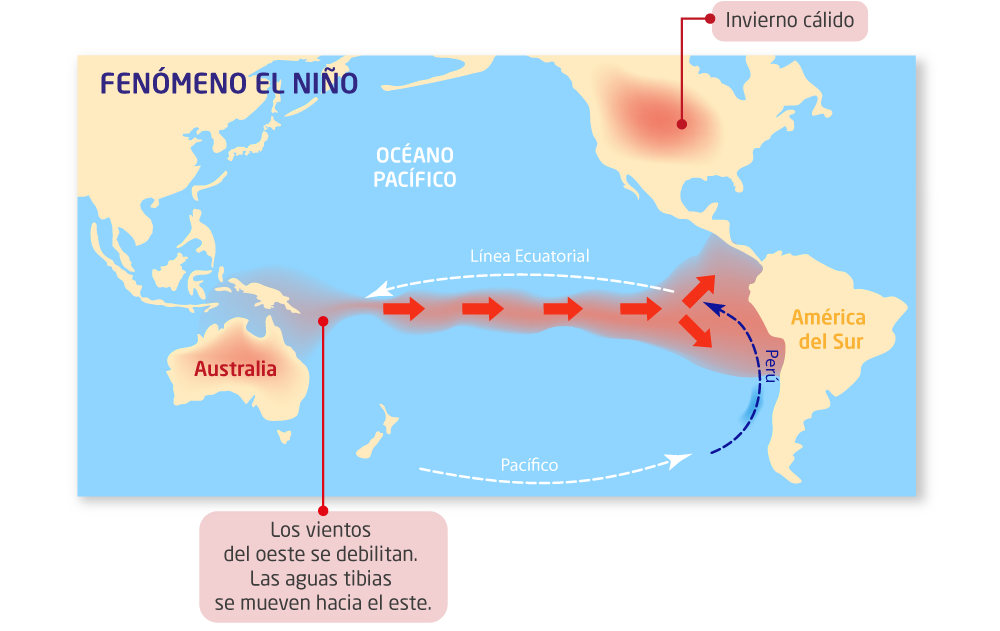 Invierno cálido
FENÓMENO EL NIÑO
OCÉANO
PACÍFICO
Línea Ecuatorial
América
del Sur
Australia
Perú
Pacífico
Los vientos
del oeste se debilitan.
Las aguas tibias
se mueven hacia el este.